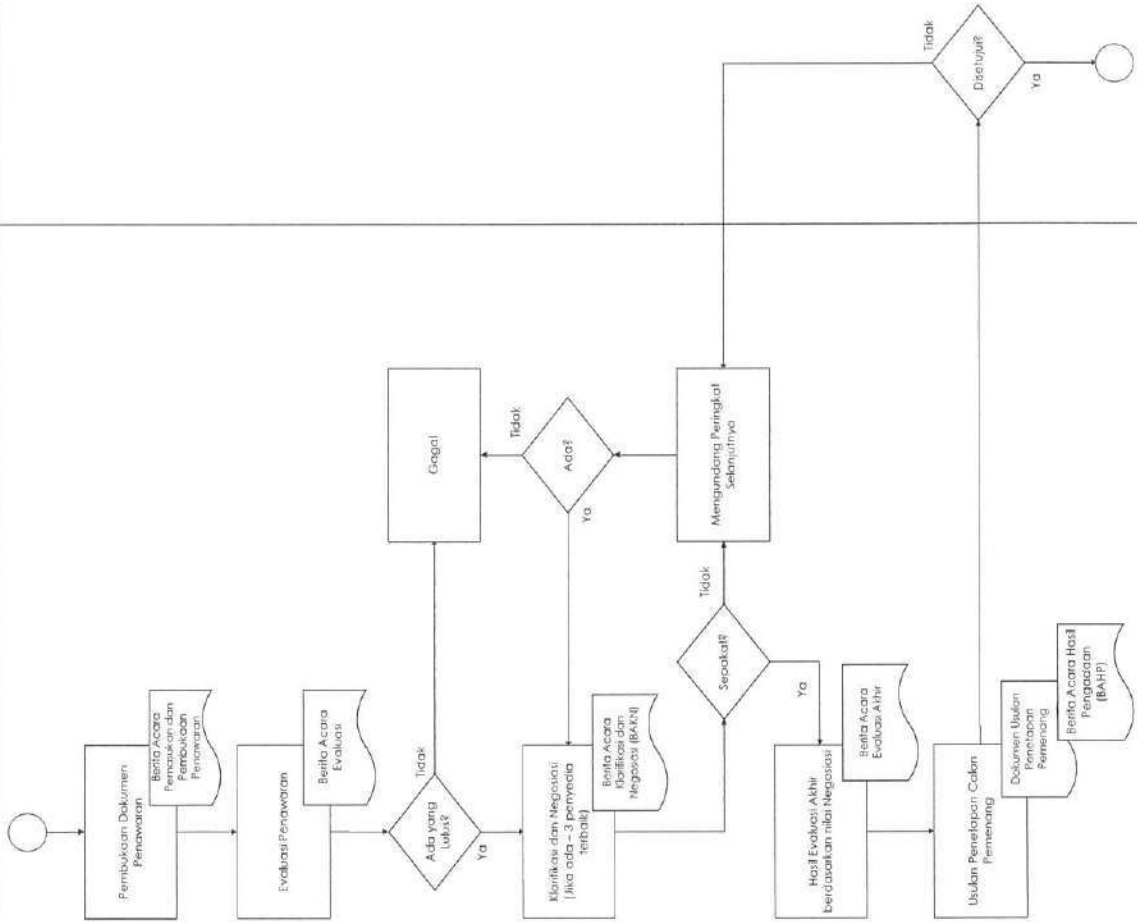 Pembukaan Dokumen
Penawaran
Berita Acara
Pemasukan dan
Pembukaan
Penawaran
Evaluasi Penawaran
Berita Acara
Evaluasi
Ada yang
Lulus?
Tidak
Ya
Gagal
Klarifikasi dan Negosiasi
(Jika ada – 3 penyedia
terbaik)
Berita Acara
Klarifikasi dan
Negosiasi (BAKN)
Ada?
Tidak
Ya
Sepakat?
Tidak
Ya
Mengundang Peringkat
Selanjutnya
Hasil Evaluasi Akhir
berdasarkan nilai Negosiasi
Berita Acara
Evaluasi Akhir
Usulan Penetapan Calon
Pemenang
Dokumen Usulan
Penetapan
Pemenang
Berita Acara Hasil
Pengadaan
(BAHP)
Disetujui?
Tidak
Ya